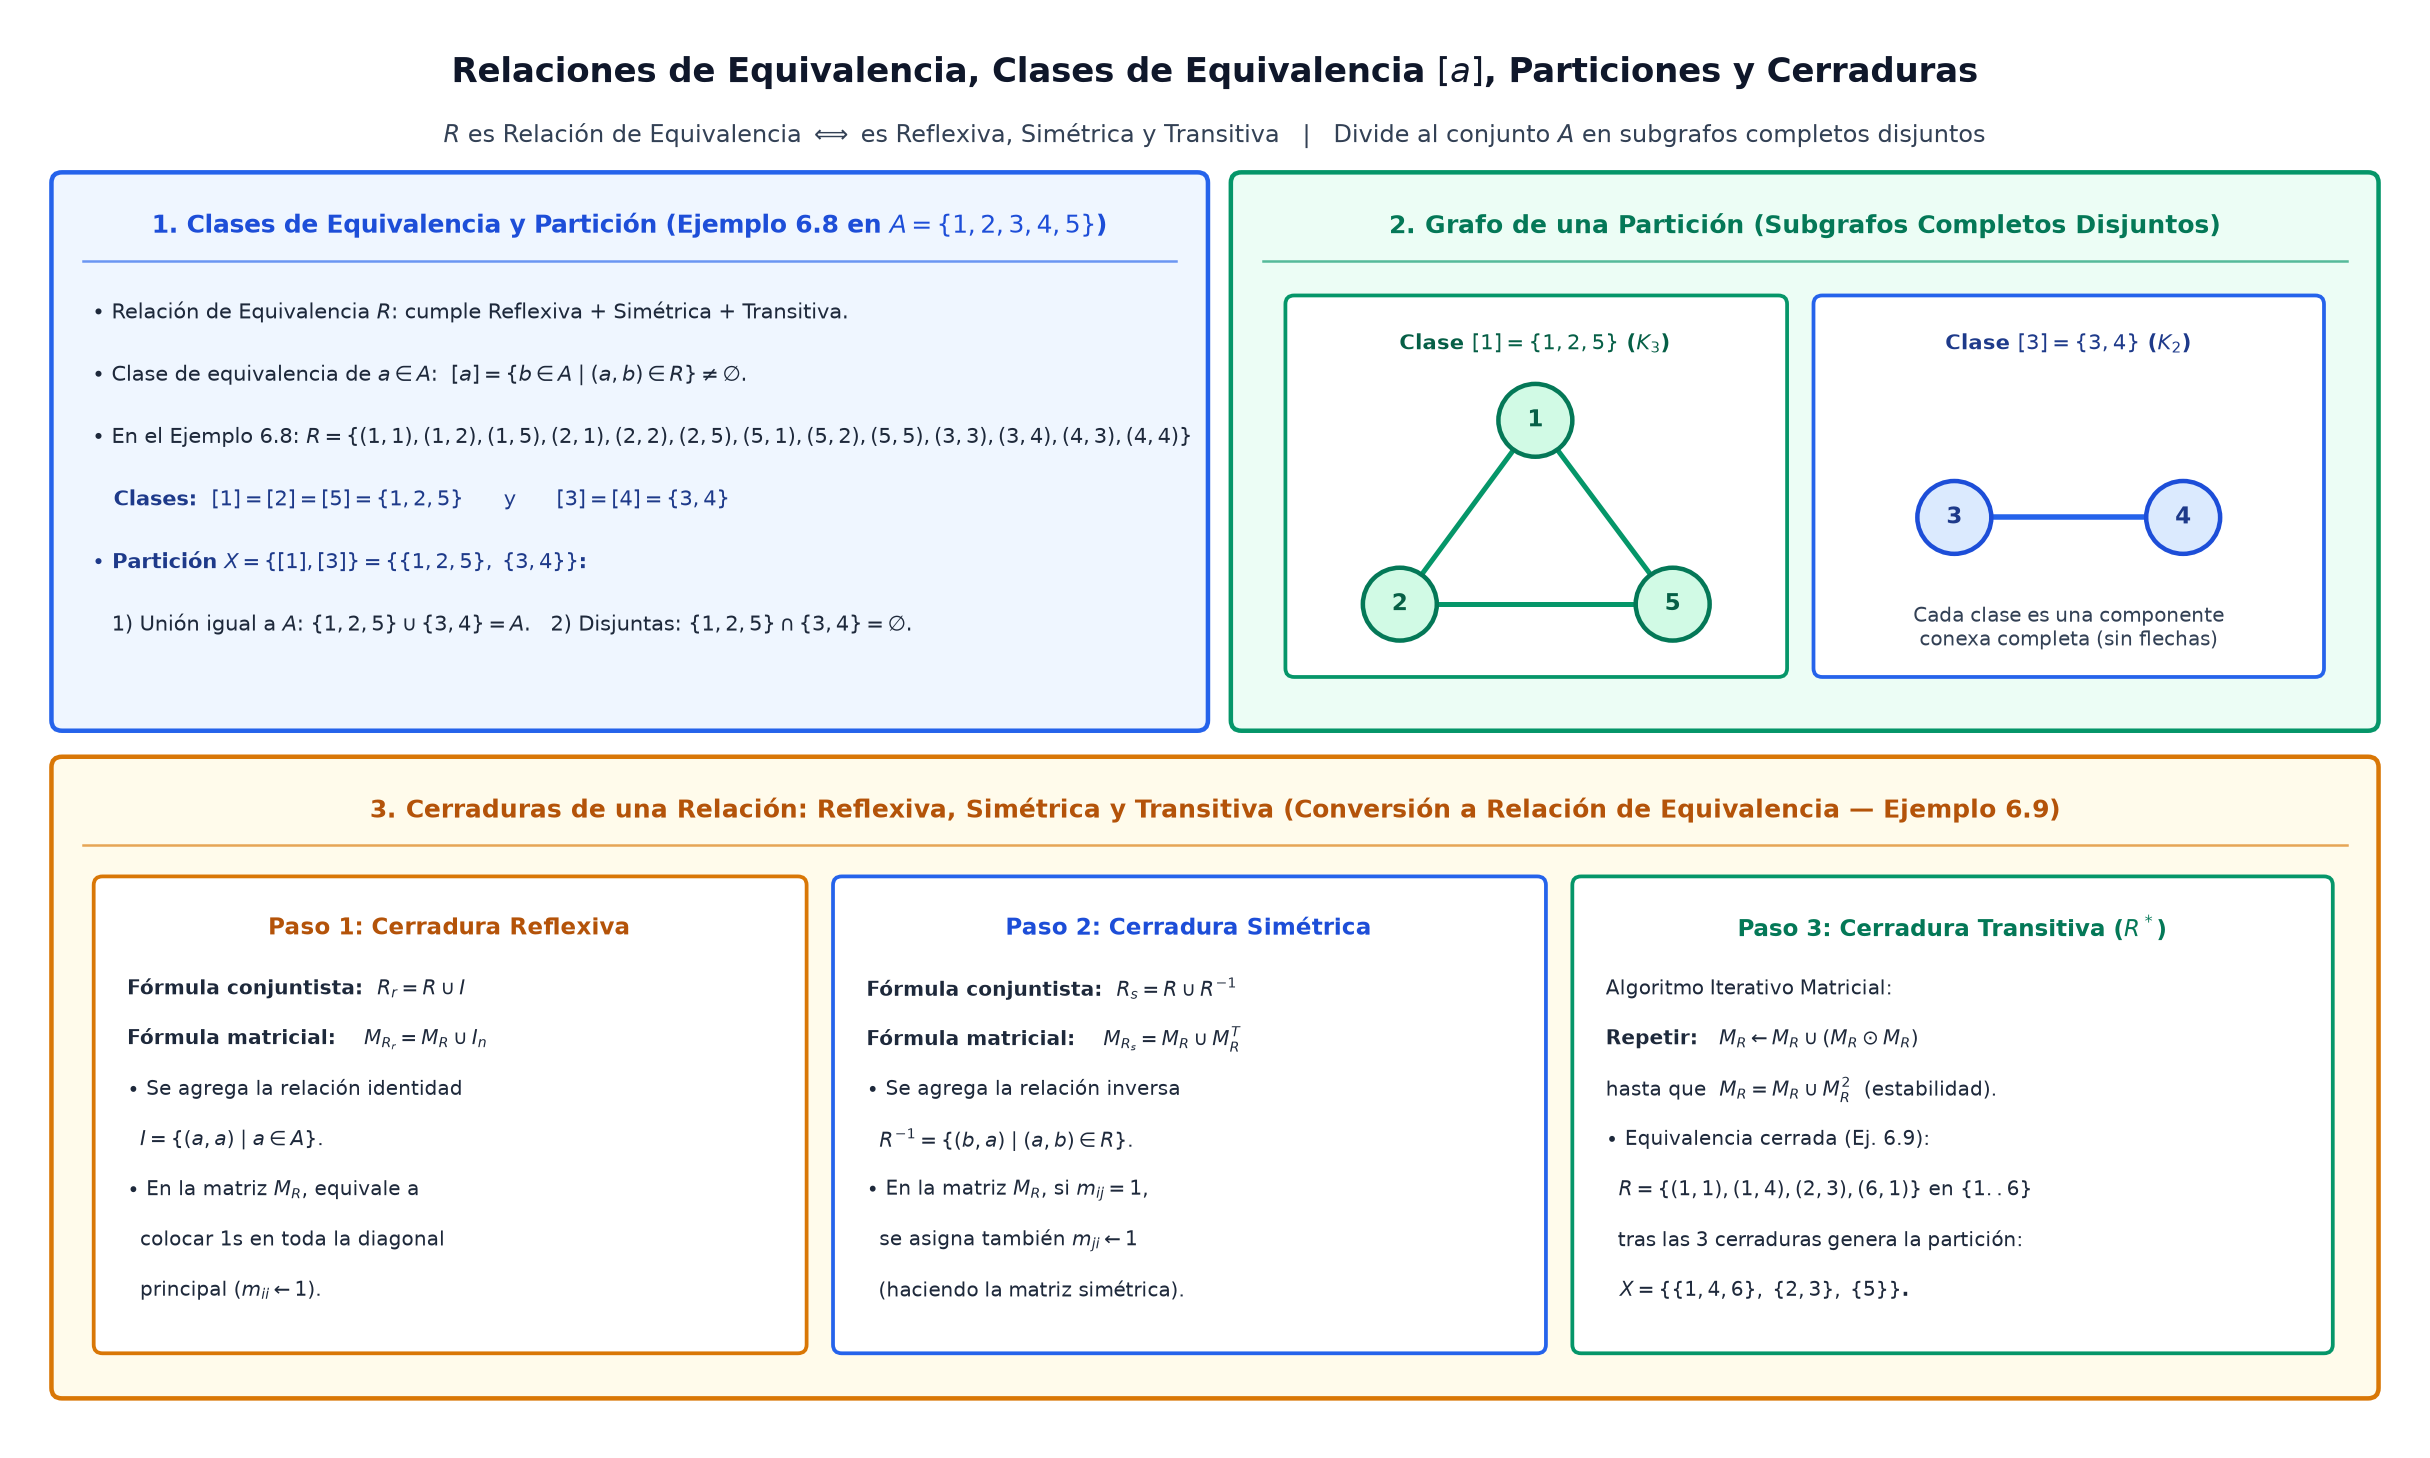 Relaciones de Equivalencia, Clases de Equivalencia [a], Particiones y Cerraduras
R es Relación de Equivalencia ⟺ es Reflexiva, Simétrica y Transitiva | Divide al conjunto A en subgrafos completos disjuntos
1. Clases de Equivalencia y Partición (Ejemplo 6.8 en A = {1, 2, 3, 4, 5})
• Relación de Equivalencia R: cumple Reflexiva + Simétrica + Transitiva.
• Clase de equivalencia de a ∈ A: [a] = {b ∈ A | (a, b) ∈ R} ≠ ∅.
• En el Ejemplo 6.8: R = {(1, 1), (1, 2), (1, 5), (2, 1), (2, 2), (2, 5), (5, 1), (5, 2), (5, 5), (3, 3), (3, 4), (4, 3), (4, 4)}
Clases: [1] = [2] = [5] = {1, 2, 5} y [3] = [4] = {3, 4}
• Partición X = {[1], [3]} = {{1, 2, 5}, {3, 4}}:
1) Unión igual a A: {1, 2, 5} ∪ {3, 4} = A. 2) Disjuntas: {1, 2, 5} ∩ {3, 4} = ∅.
2. Grafo de una Partición (Subgrafos Completos Disjuntos)
Clase [1] = {1, 2, 5} (K₃)
1
2
5
Clase [3] = {3, 4} (K₂)
3
4
Cada clase es una componente
conexa completa (sin flechas)
3. Cerraduras de una Relación: Reflexiva, Simétrica y Transitiva (Conversión a Relación de Equivalencia — Ejemplo 6.9)
Paso 1: Cerradura Reflexiva
Fórmula conjuntista: R_r = R ∪ I
Fórmula matricial: M_{R_r} = M_R ∪ I_n
• Se agrega la relación identidad
I = {(a, a) | a ∈ A}.
• En la matriz M_R, equivale a
colocar 1s en toda la diagonal
principal (m_{ii} ← 1).
Paso 2: Cerradura Simétrica
Fórmula conjuntista: R_s = R ∪ R⁻¹
Fórmula matricial: M_{R_s} = M_R ∪ M_R^T
• Se agrega la relación inversa
R⁻¹ = {(b, a) | (a, b) ∈ R}.
• En la matriz M_R, si m_{ij} = 1,
se asigna también m_{ji} ← 1
(haciendo la matriz simétrica).
Paso 3: Cerradura Transitiva (R*)
Algoritmo Iterativo Matricial:
Repetir: M_R ← M_R ∪ (M_R ⊙ M_R)
hasta que M_R = M_R ∪ M_R^2 (estabilidad).
• Equivalencia cerrada (Ej. 6.9):
R = {(1, 1), (1, 4), (2, 3), (6, 1)} en {1..6}
tras las 3 cerraduras genera la partición:
X = {{1, 4, 6}, {2, 3}, {5}}.